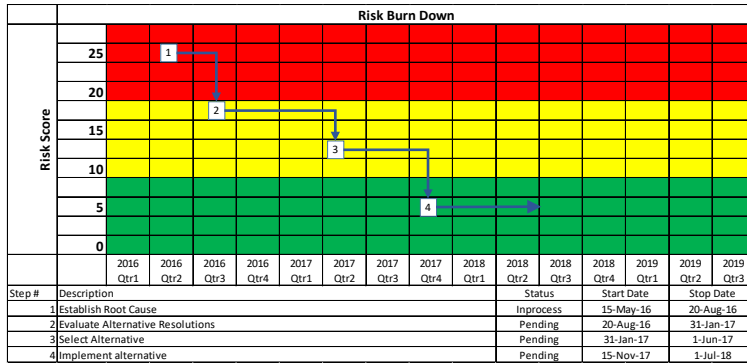 Risk Burn Down
Risk Score
25
20
15
10
5
0
1
2
3
4
2016 Qtr1
2016 Qtr2
2016 Qtr3
2016 Qtr4
2017 Qtr1
2017 Qtr2
2017 Qtr3
2017 Qtr4
2018 Qtr1
2018 Qtr2
2018 Qtr3
2018 Qtr4
2019 Qtr1
2019 Qtr2
2019 Qtr3
Step # Description Status Start Date Stop Date
1 Establish Root Cause Inprocess 15-May-16 20-Aug-16
2 Evaluate Alternative Resolutions Pending 20-Aug-16 31-Jan-17
3 Select Alternative Pending 31-Jan-17 1-Jun-17
4 Implement alternative Pending 15-Nov-17 1-Jul-18